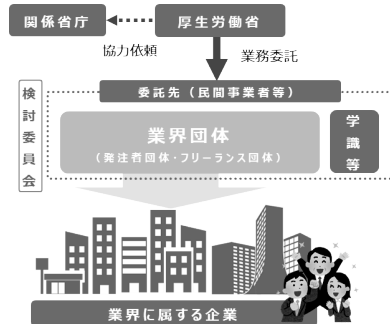 関係省庁
厚生労働省
協力依頼
業務委託
検討委員会
委託先（民間事業者等）
業界団体
（発注者団体・フリーランス団体）
学識等
業界に属する企業